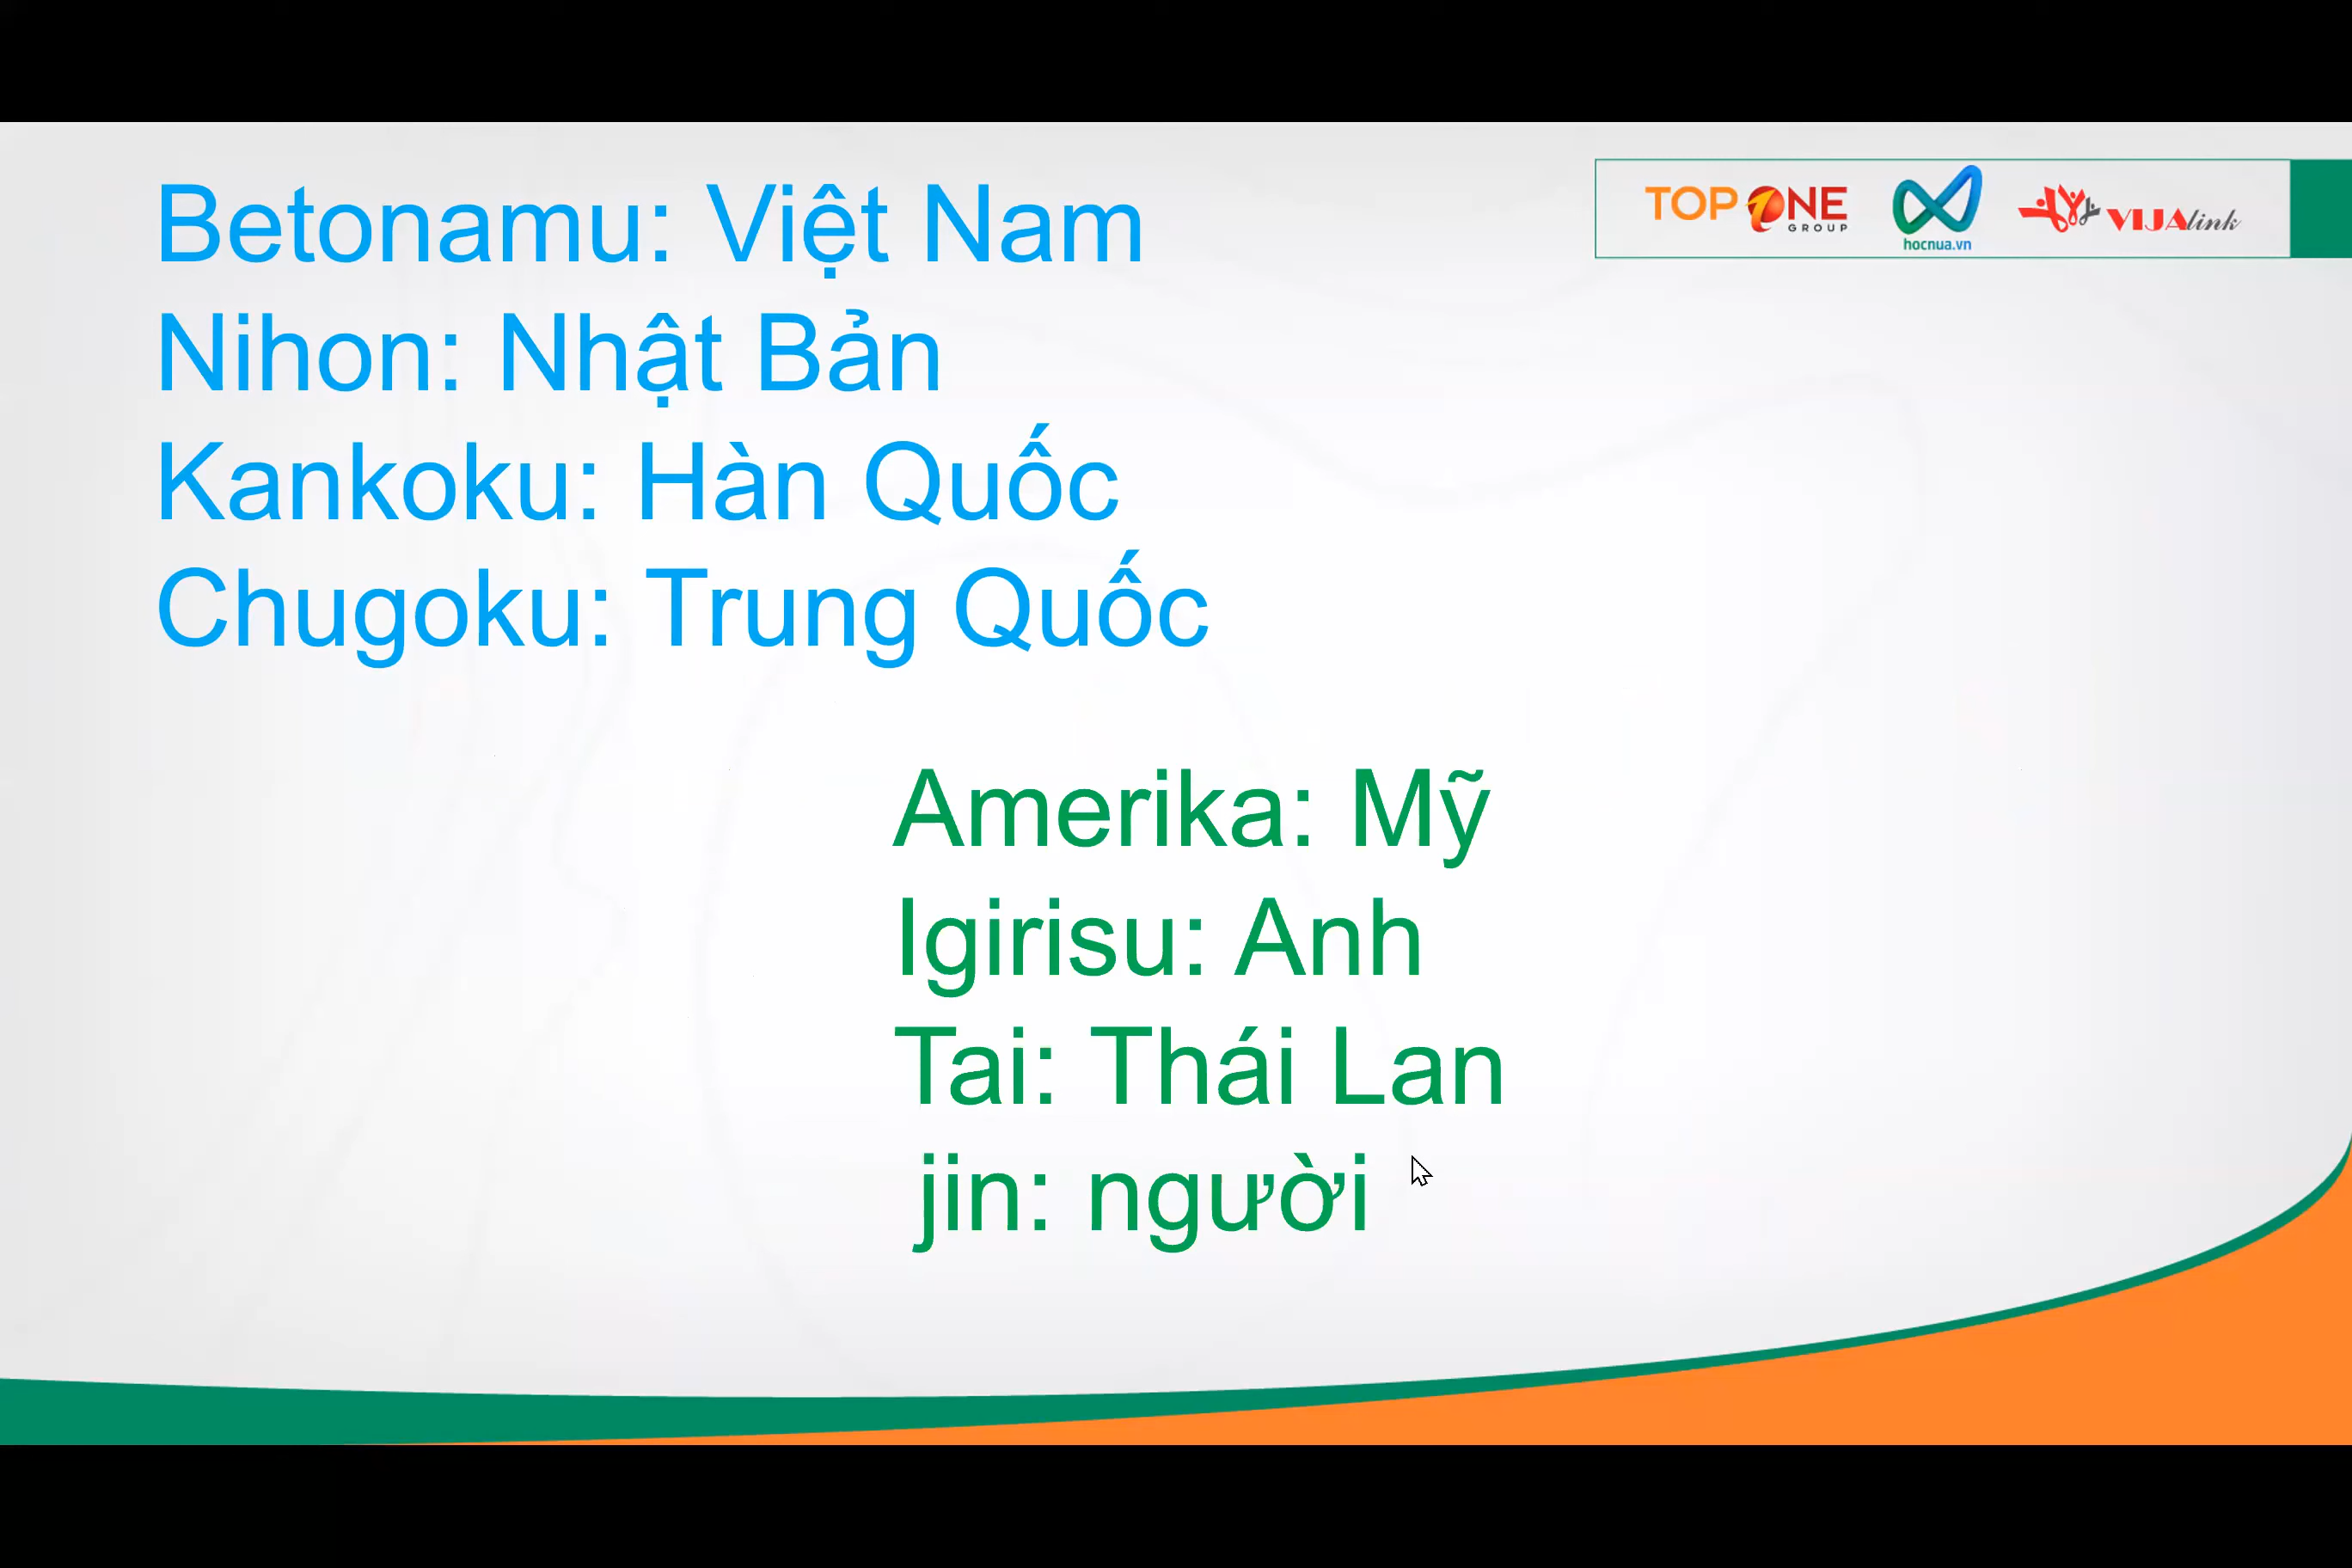 Betonamu: Việt Nam
Nihon: Nhật Bản
Kankoku: Hàn Quốc
Chugoku: Trung Quốc
TOP ONE GROUP
hocnua.vn
VIJAlink
Amerika: Mỹ
Igirisu: Anh
Tai: Thái Lan
jin: người